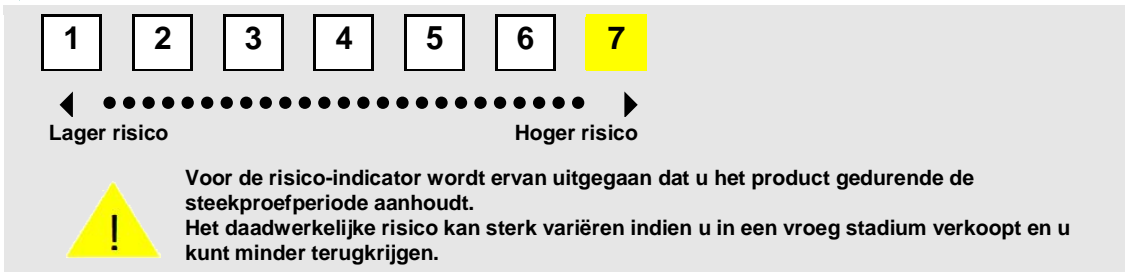 1 2 3 4 5 6 7
Lager risico Hoger risico
!
Voor de risico-indicator wordt ervan uitgegaan dat u het product gedurende de
steekproefperiode aanhoudt.
Het daadwerkelijke risico kan sterk variëren indien u in een vroeg stadium verkoopt en u
kunt minder terugkrijgen.